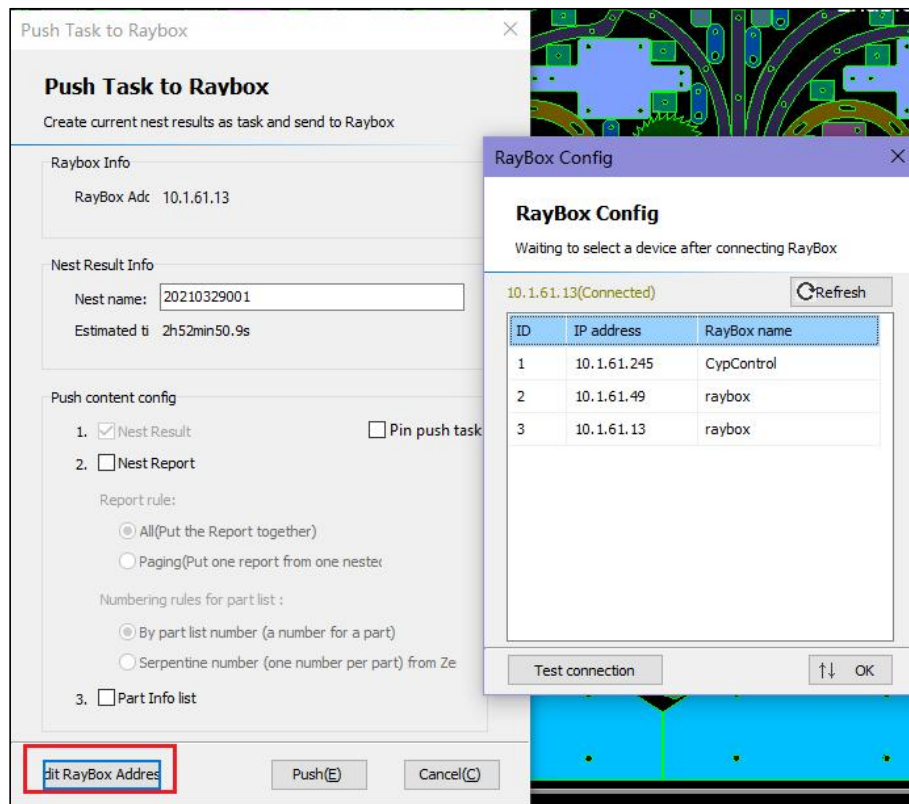 Push Task to Raybox
Push Task to Raybox
Create current nest results as task and send to Raybox
Raybox Info
RayBox Adc 10.1.61.13
Nest Result Info
Nest name: 20210329001
Estimated ti 2h52min50.9s
Push content config
1. Nest Result
Pin push task
2. Nest Report
Report rule:
All(Put the Report together)
Paging(Put one report from one nested
Numbering rules for part list :
By part list number (a number for a part)
Serpentine number (one number per part) from Ze
3. Part Info list
dit RayBox Addres
Push(E)
Cancel(C)
RayBox Config
RayBox Config
Waiting to select a device after connecting RayBox
10.1.61.13(Connected)
Refresh
ID IP address RayBox name
1 10.1.61.245 CypControl
2 10.1.61.49 raybox
3 10.1.61.13 raybox
Test connection
OK